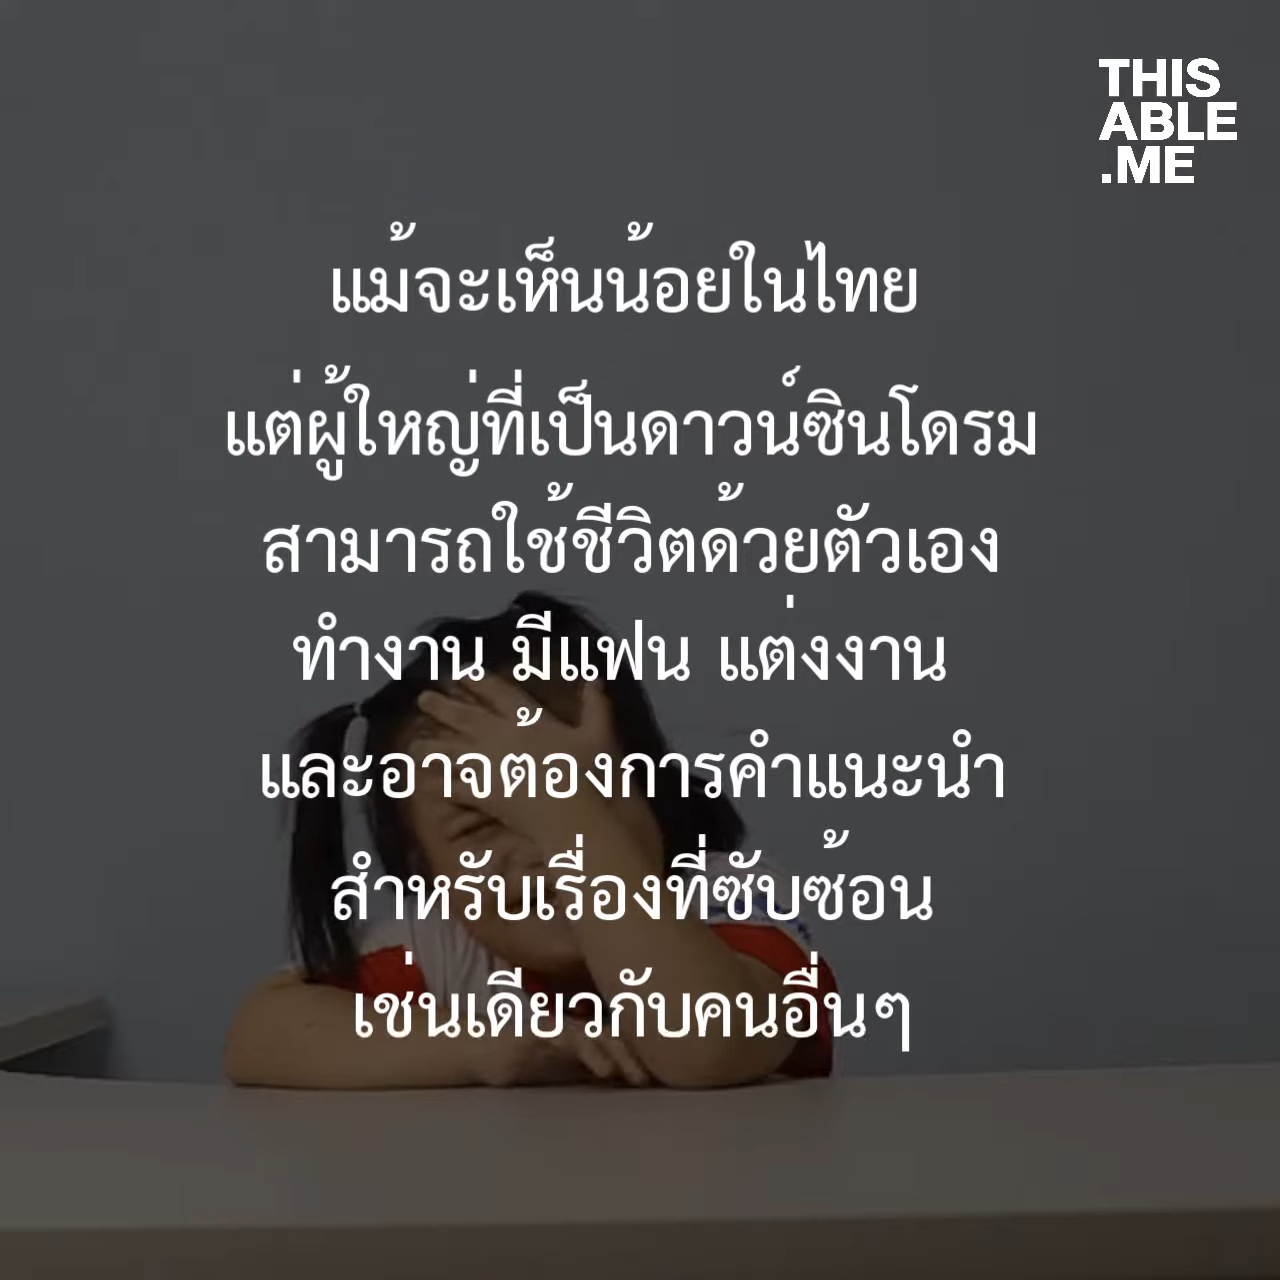 THIS
ABLE
.ME
แม้จะเห็นน้อยในไทย
แต่ผู้ใหญ่ที่เป็นดาวน์ซินโดรม
สามารถใช้ชีวิตด้วยตัวเอง
ทำงาน มีแฟน แต่งงาน
และอาจต้องการคำแนะนำ
สำหรับเรื่องที่ซับซ้อน
เช่นเดียวกับคนอื่นๆ